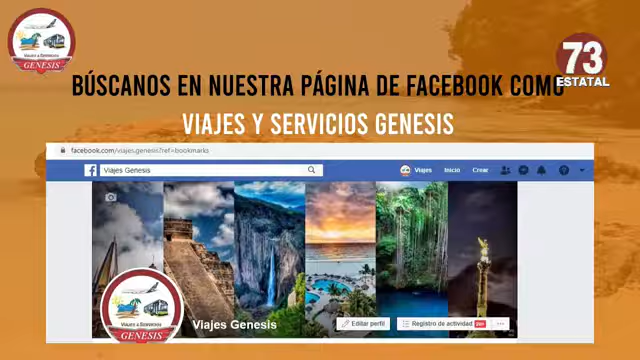 VIAJES & SERVICIOS
GENESIS
73
ESTATAL
BÚSCANOS EN NUESTRA PÁGINA DE FACEBOOK COMO
VIAJES Y SERVICIOS GENESIS
facebook.com/viajes.genesis?ref=bookmarks
f Viajes Genesis Viajes Inicio Crear
VIAJES & SERVICIOS
GENESIS
Viajes Genesis
Editar perfil Registro de actividad 20+ ...